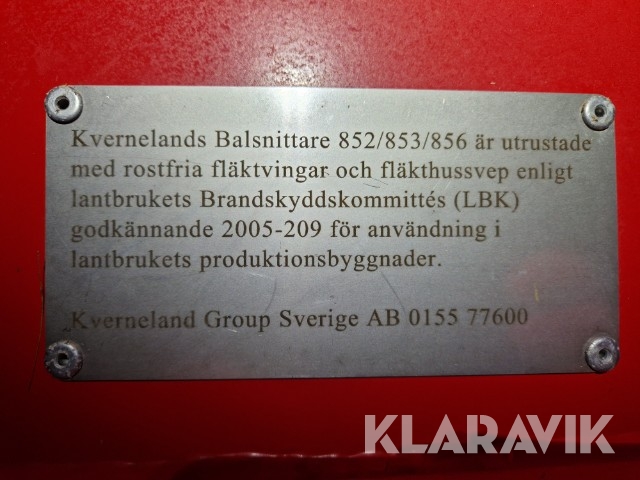 KLARAVIK
Kvernelands Balsnittare 852/853/856 är utrustade
med rostfria fläktvingar och fläkthussvep enligt
lantbrukets Brandskyddskommittés (LBK)
godkännande 2005-209 för användning i
lantbrukets produktionsbyggnader.
Kverneland Group Sverige AB 0155 77600
KLARAVIK